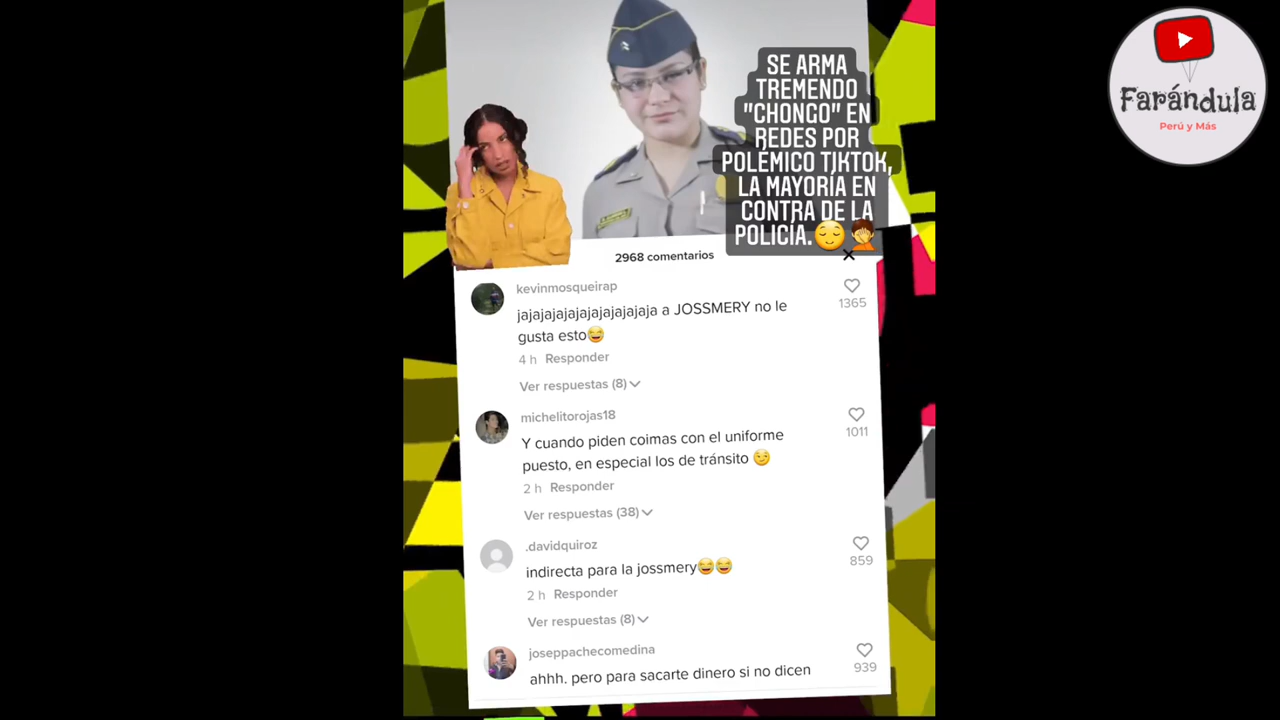 SE ARMA
TREMENDO
"CHONGO" EN
REDES POR
POLÉMICO TIKTOK,
LA MAYORÍA EN
CONTRA DE LA
POLICÍA.😌🤦
Farándula
Perú y Más
2968 comentarios
kevinmosqueirap
jajajajajajajajajajajaja a JOSSMERY no le
gusta esto😂
1365
4 h Responder
Ver respuestas (8)
michelitorojas18
Y cuando piden coimas con el uniforme
puesto, en especial los de tránsito 😏
1011
2 h Responder
Ver respuestas (38)
.davidquiroz
indirecta para la jossmery😂😂
859
2 h Responder
Ver respuestas (8)
joseppachecomedina
ahhh. pero para sacarte dinero si no dicen
939